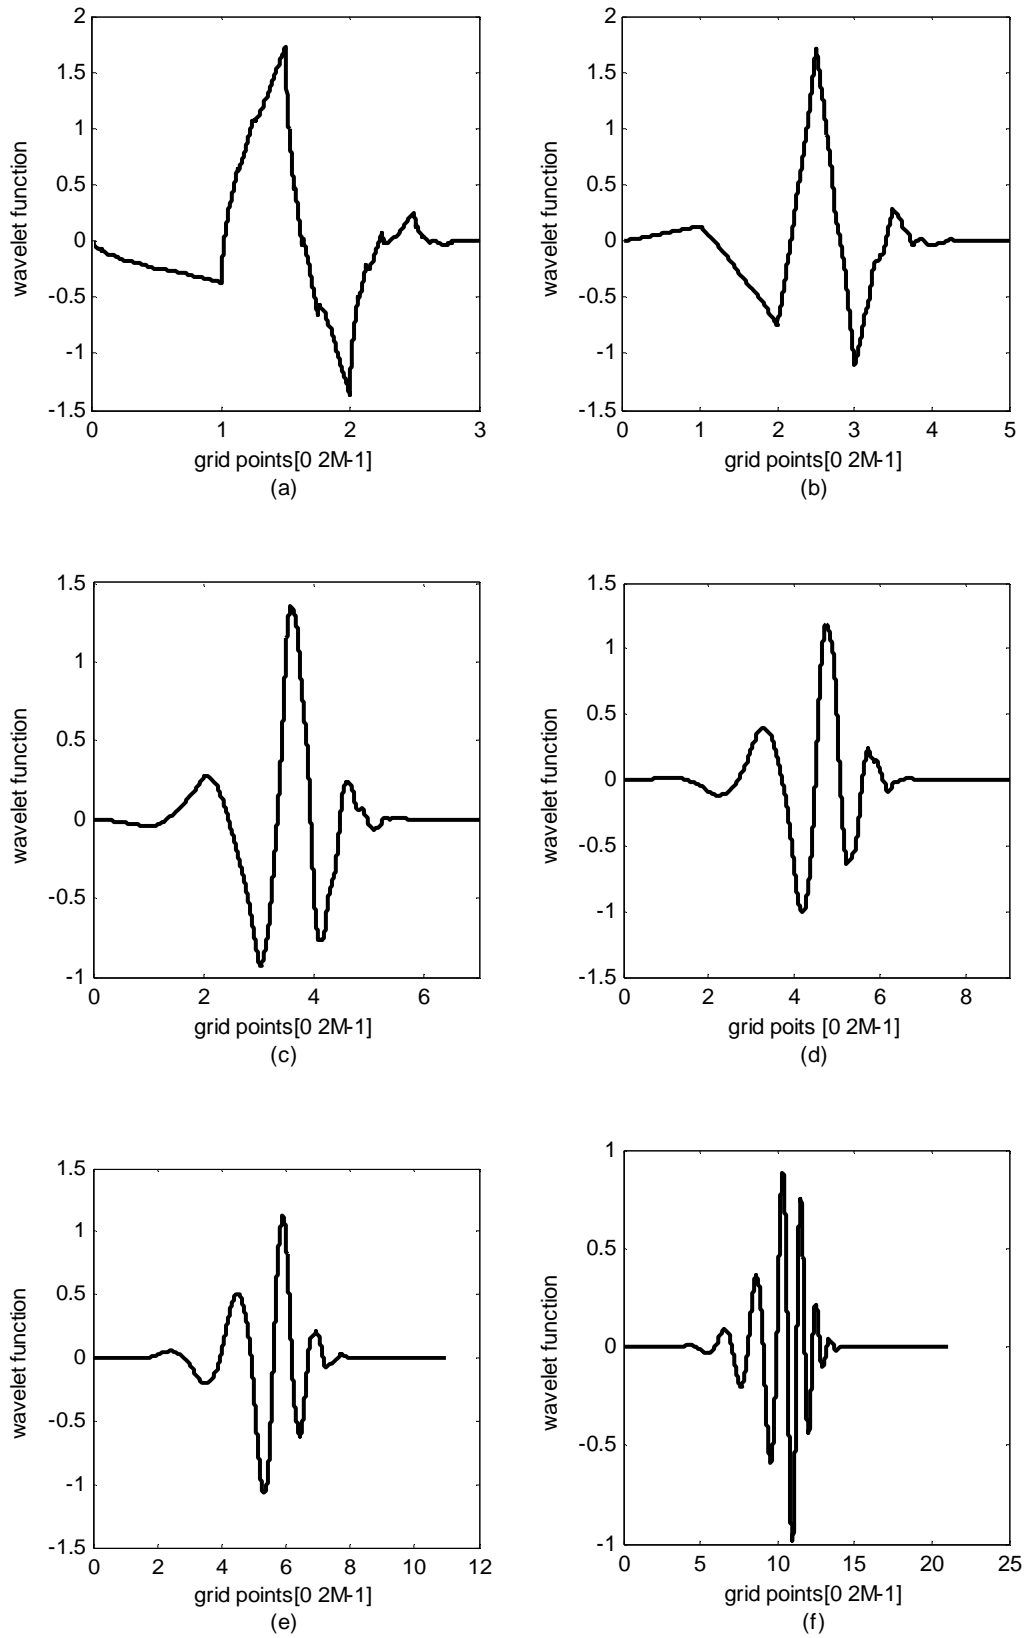 2
1.5
1
0.5
0
-0.5
-1
-1.5
0 1 2 3
wavelet function
grid points[0 2M-1]
(a)
2
1.5
1
0.5
0
-0.5
-1
-1.5
0 1 2 3 4 5
wavelet function
grid points[0 2M-1]
(b)
1.5
1
0.5
0
-0.5
-1
0 2 4 6
wavelet function
grid points[0 2M-1]
(c)
1.5
1
0.5
0
-0.5
-1
-1.5
0 2 4 6 8
wavelet function
grid poits [0 2M-1]
(d)
1.5
1
0.5
0
-0.5
-1
-1.5
0 2 4 6 8 10 12
wavelet function
grid points[0 2M-1]
(e)
1
0.5
0
-0.5
-1
0 5 10 15 20 25
wavelet function
grid points[0 2M-1]
(f)